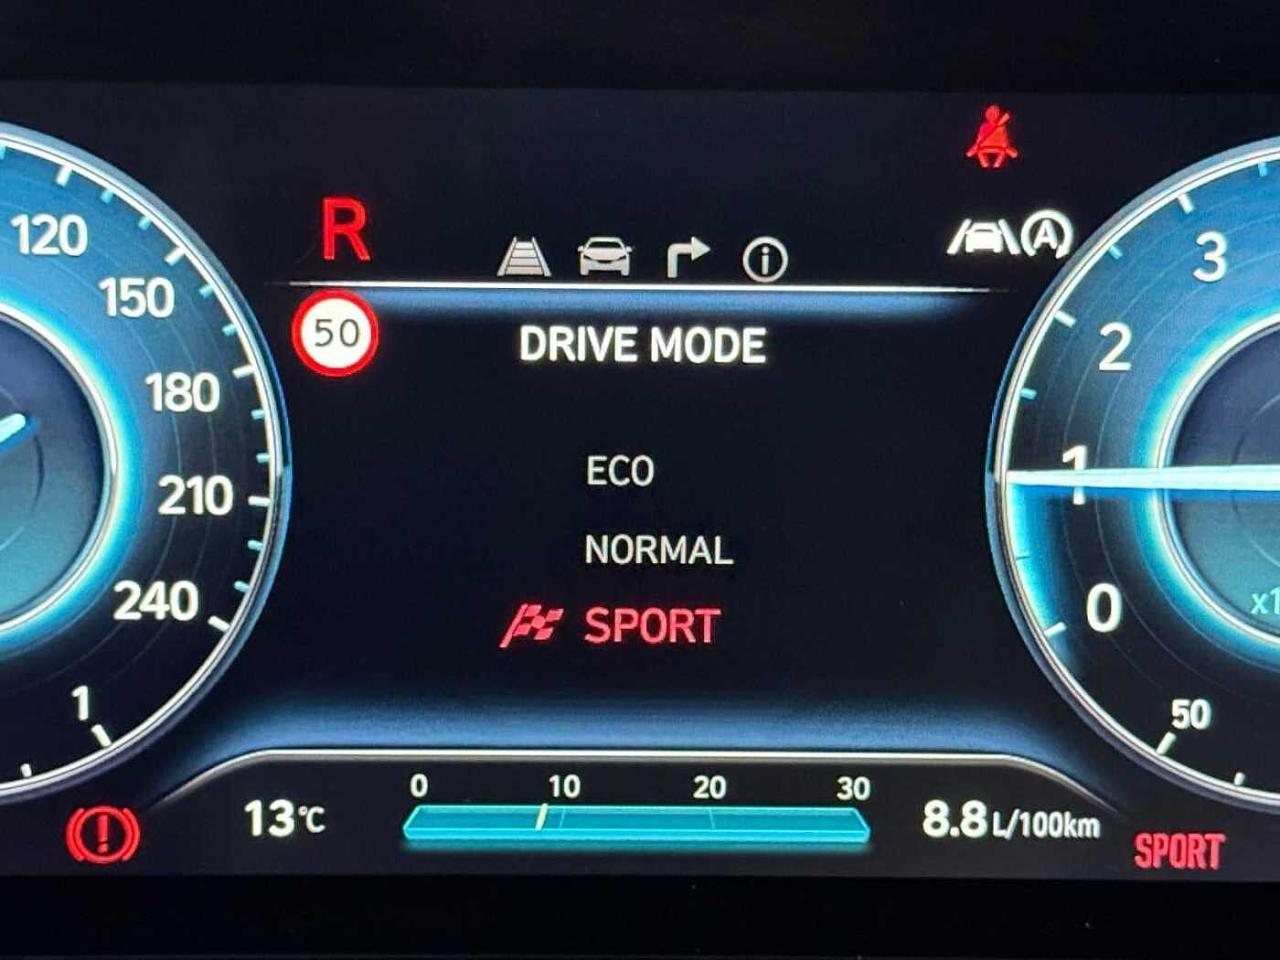 120
150
180
210
240
1
R
50
DRIVE MODE
ECO
NORMAL
SPORT
A
3
2
1
0
x1
50
13°C
0 10 20 30
8.8 L/100km
SPORT